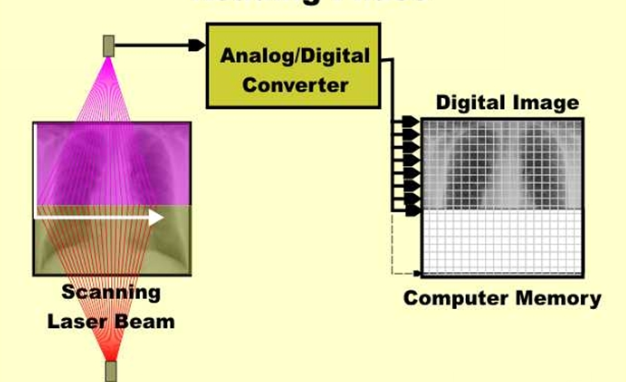 Analog/Digital
Converter
Digital Image
Scanning
Laser Beam
Computer Memory